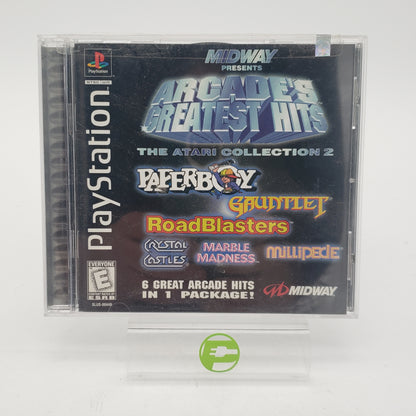 MIDWAY
PRESENTS
ARCADE'S
GREATEST HITS
THE ATARI COLLECTION 2
PAPERBOY
GAUNTLET
RoadBlasters
CRYSTAL
CASTLES
MARBLE
MADNESS
MILLIPEDE
6 GREAT ARCADE HITS
IN 1 PACKAGE!
MIDWAY
PlayStation
PlayStation
EVERYONE
E
ESRB